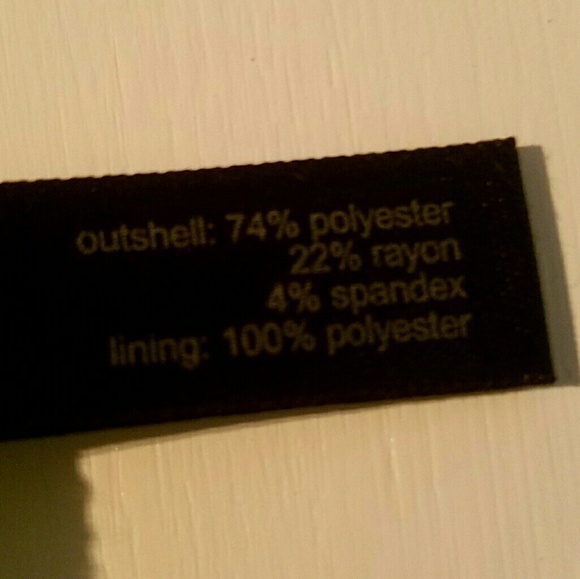 outshell: 74% polyester
22% rayon
4% spandex
lining: 100% polyester